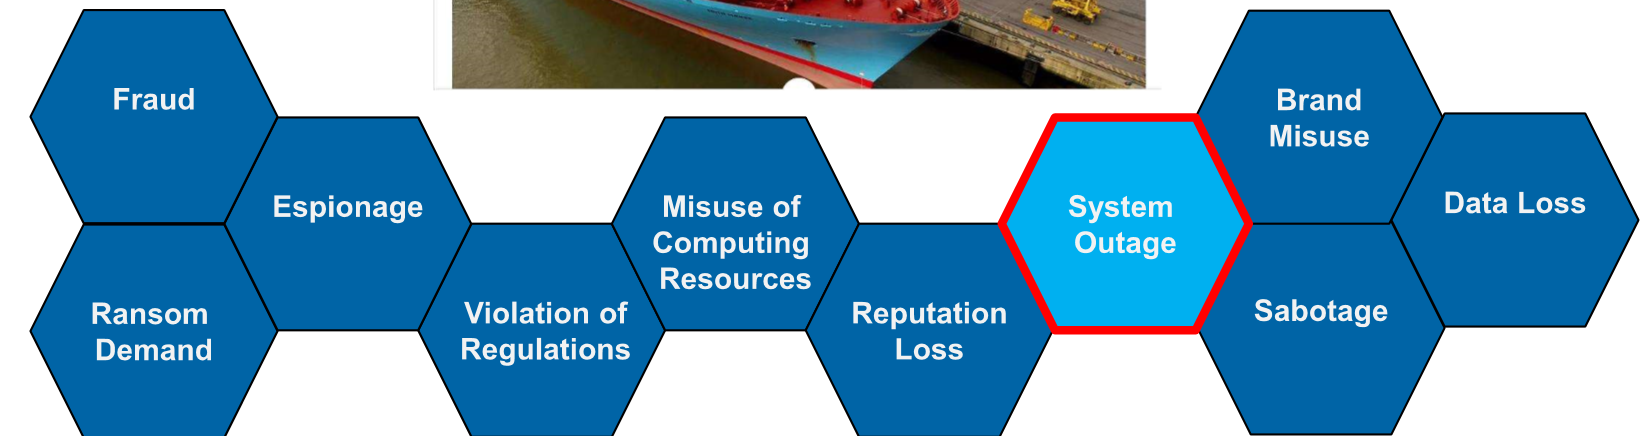 Fraud
Ransom
Demand
Espionage
Violation of
Regulations
Misuse of
Computing
Resources
Reputation
Loss
System
Outage
Brand
Misuse
Sabotage
Data Loss